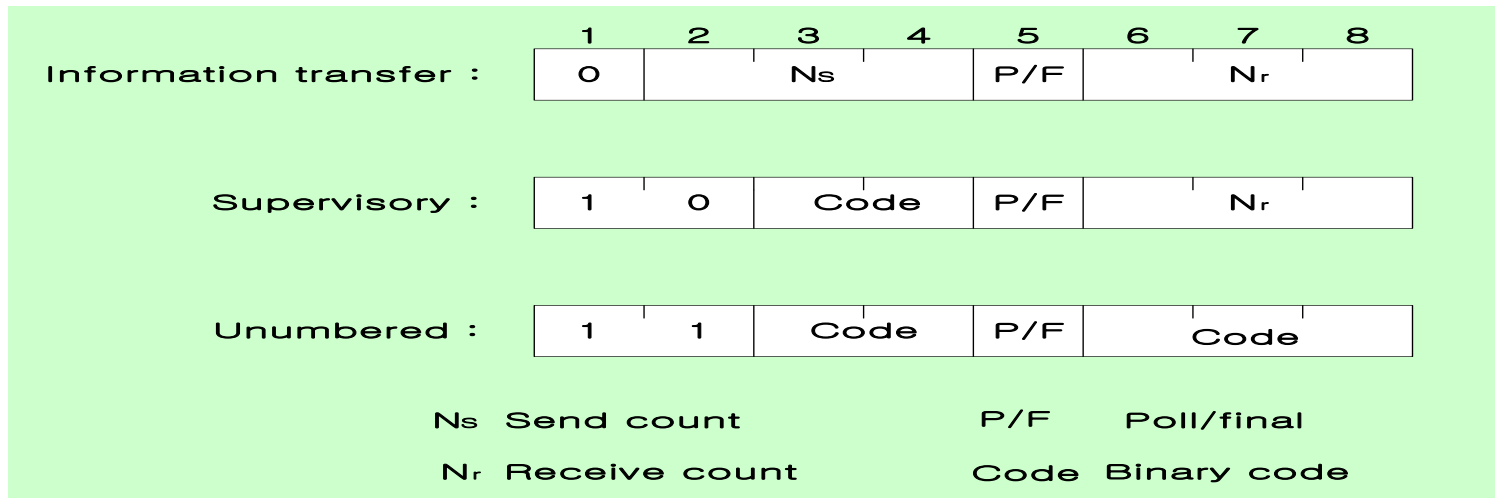 1 2 3 4 5 6 7 8
Information transfer : 0 Ns P/F Nr
Supervisory : 1 0 Code P/F Nr
Unumbered : 1 1 Code P/F Code
Ns Send count P/F Poll/final
Nr Receive count Code Binary code